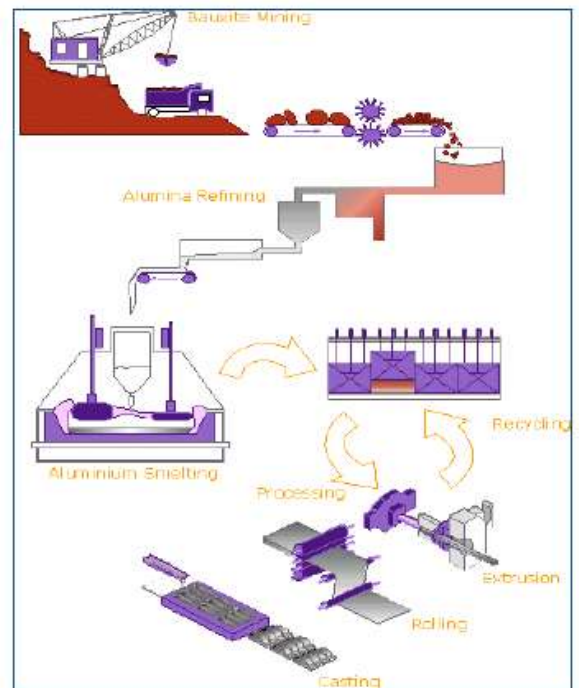 Bauxite Mining
Alumina Refining
Recycling
Aluminium Smelting
Processing
Extrusion
Rolling
Casting